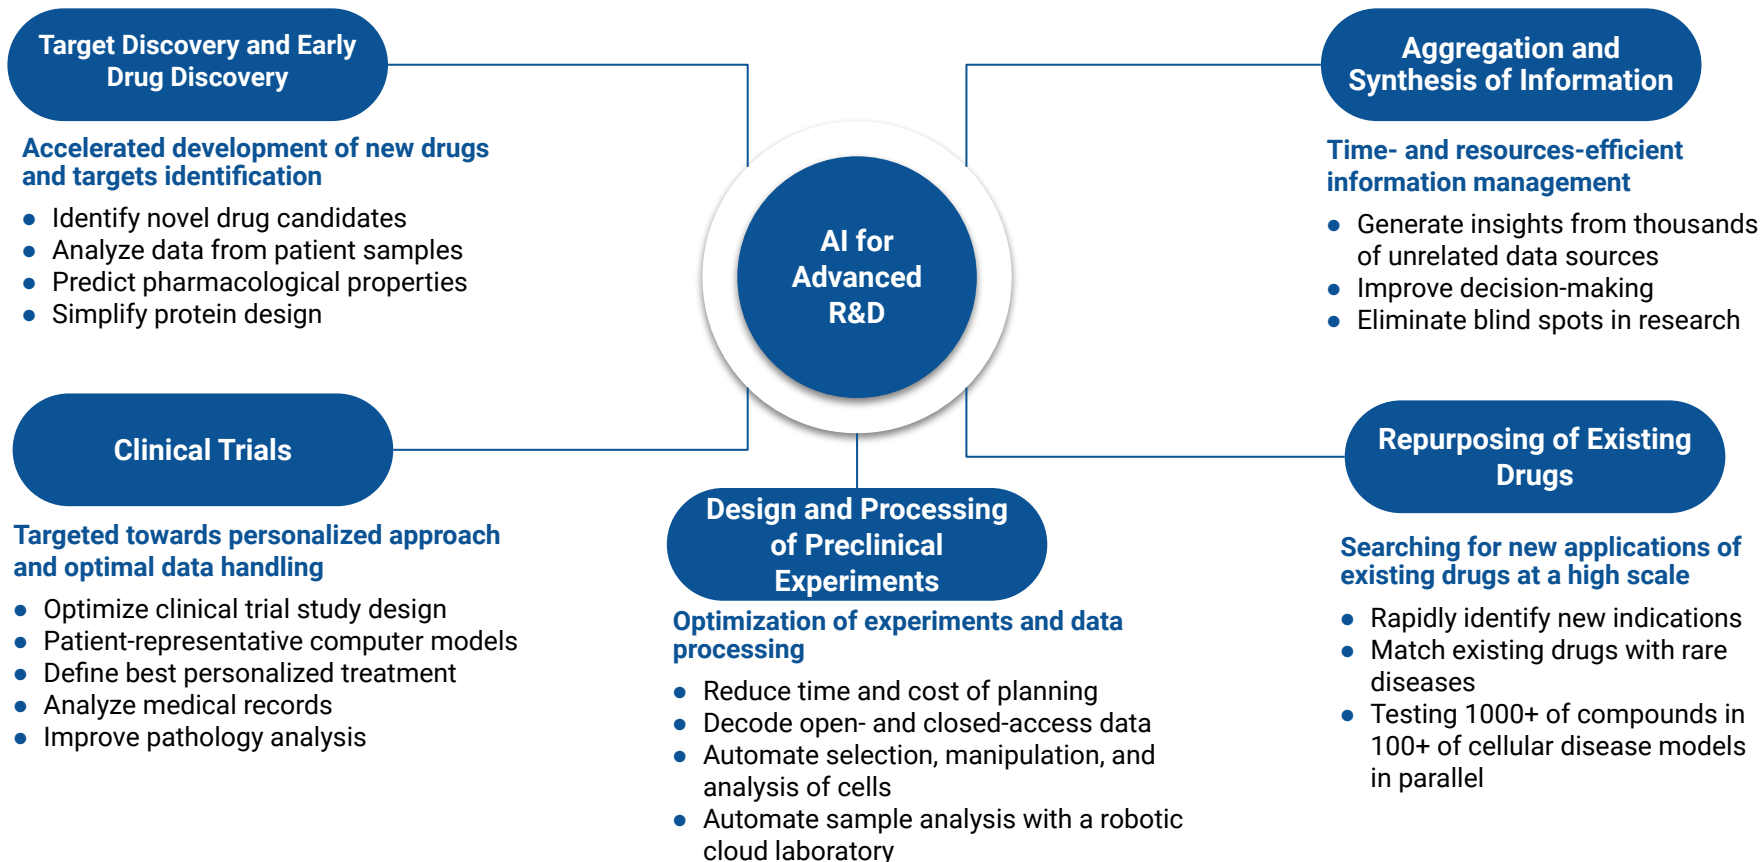 Target Discovery and Early
Drug Discovery
Accelerated development of new drugs
and targets identification
● Identify novel drug candidates
● Analyze data from patient samples
● Predict pharmacological properties
● Simplify protein design
Clinical Trials
Targeted towards personalized approach
and optimal data handling
● Optimize clinical trial study design
● Patient-representative computer models
● Define best personalized treatment
● Analyze medical records
● Improve pathology analysis
AI for
Advanced
R&D
Design and Processing
of Preclinical
Experiments
Optimization of experiments and data
processing
● Reduce time and cost of planning
● Decode open- and closed-access data
● Automate selection, manipulation, and
analysis of cells
● Automate sample analysis with a robotic
cloud laboratory
Aggregation and
Synthesis of Information
Time- and resources-efficient
information management
● Generate insights from thousands
of unrelated data sources
● Improve decision-making
● Eliminate blind spots in research
Repurposing of Existing
Drugs
Searching for new applications of
existing drugs at a high scale
● Rapidly identify new indications
● Match existing drugs with rare
diseases
● Testing 1000+ of compounds in
100+ of cellular disease models
in parallel